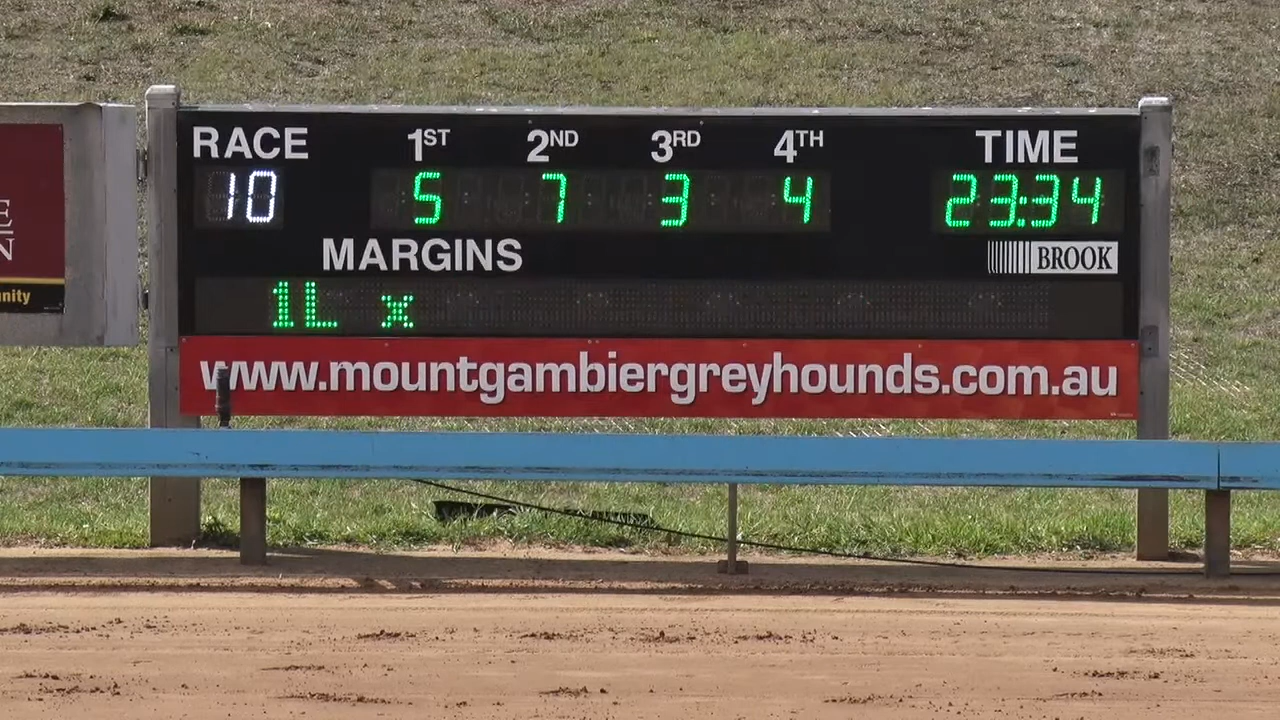 RACE 1ST 2ND 3RD 4TH TIME
10 5 7 3 4 23:34
MARGINS
BROOK
1L x
www.mountgambiergreyhounds.com.au
E
N
nity